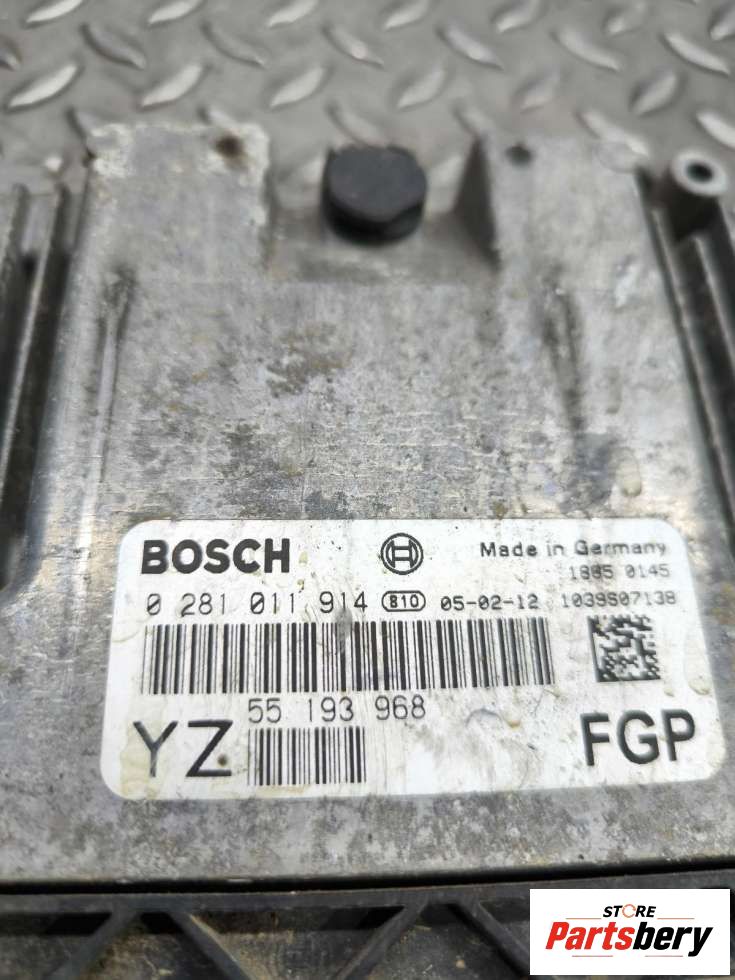 BOSCH Made in Germany
1885 0145
0 281 011 914 810 05-02-12 1039S07138
55 193 968
YZ FGP
STORE
Partsbery